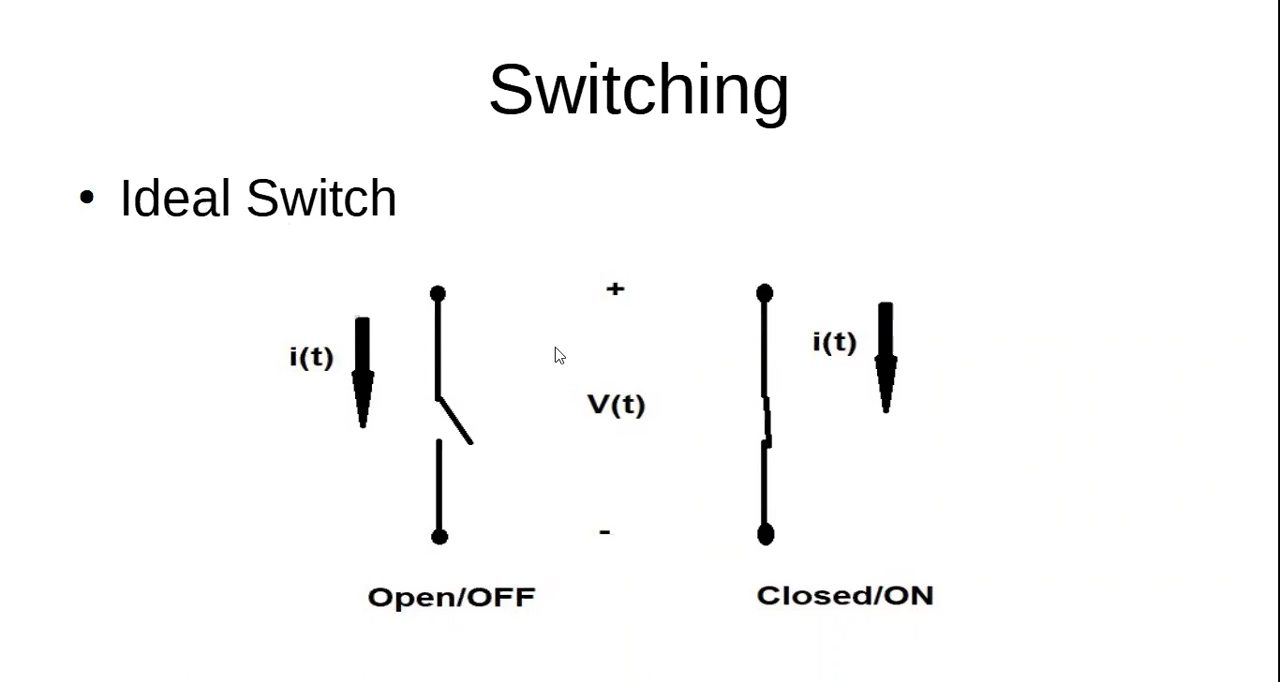 Switching
• Ideal Switch
+
i(t)
i(t)
V(t)
-
Open/OFF
Closed/ON